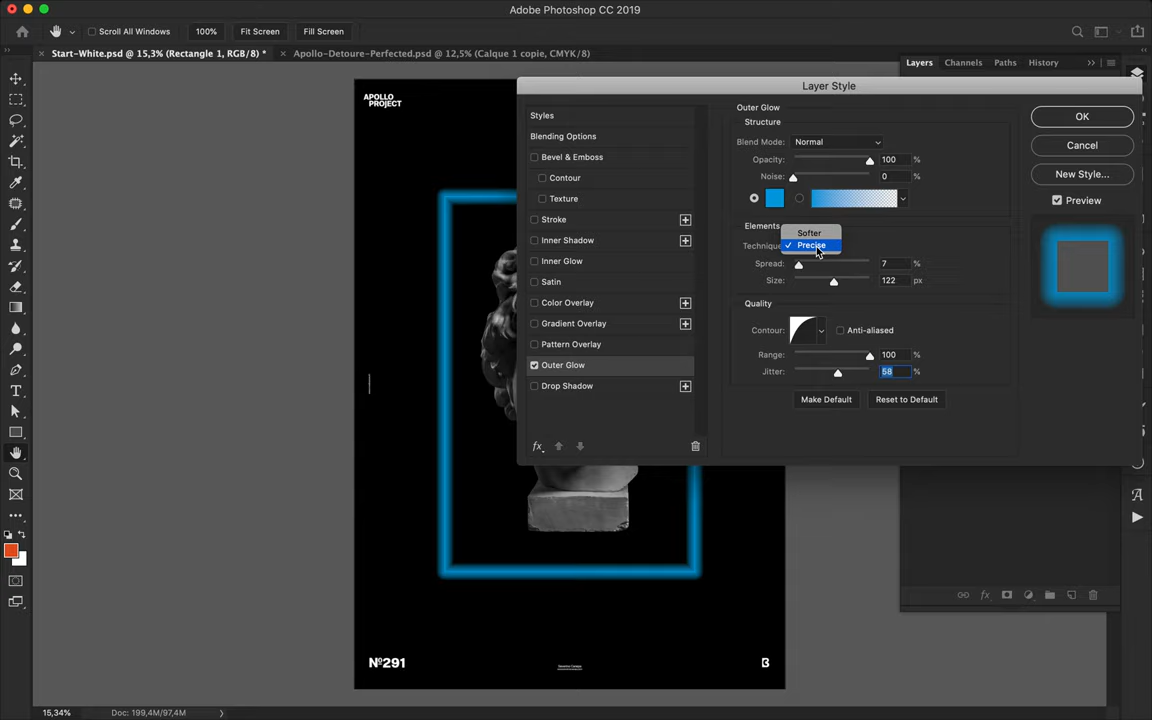 Adobe Photoshop CC 2019
Scroll All Windows
100%
Fit Screen
Fill Screen
Start-White.psd @ 15,3% (Rectangle 1, RGB/8) *
Apollo-Detoure-Perfected.psd @ 12,5% (Calque 1 copie, CMYK/8)
Layers
Channels
Paths
History
APOLLO
PROJECT
Layer Style
Styles
Blending Options
Bevel & Emboss
Contour
Texture
Stroke
Inner Shadow
Inner Glow
Satin
Color Overlay
Gradient Overlay
Pattern Overlay
Outer Glow
Drop Shadow
fx
Outer Glow
Structure
Blend Mode: Normal
Opacity: 100 %
Noise: 0 %
Elements
Softer
Technique
Precise
Spread: 7 %
Size: 122 px
Quality
Contour:
Anti-aliased
Range: 100 %
Jitter: 58 %
Make Default
Reset to Default
OK
Cancel
New Style...
Preview
Nº291
15,34%
Doc: 199,4M/97,4M